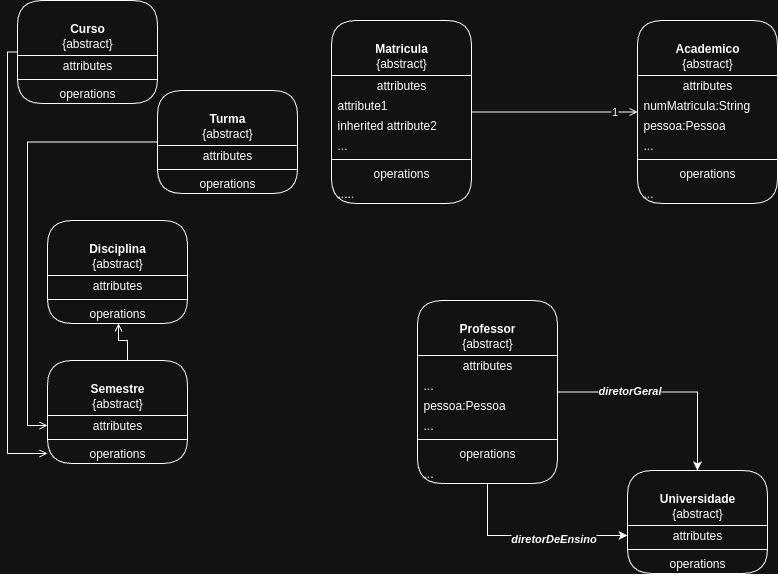 Curso
{abstract}
attributes
operations
Turma
{abstract}
attributes
operations
Matricula
{abstract}
attributes
attribute1
inherited attribute2
...
operations
.....
1
Academico
{abstract}
attributes
numMatricula:String
pessoa:Pessoa
...
operations
...
Disciplina
{abstract}
attributes
operations
Semestre
{abstract}
attributes
operations
Professor
{abstract}
attributes
...
pessoa:Pessoa
...
operations
...
diretorGeral
diretorDeEnsino
Universidade
{abstract}
attributes
operations